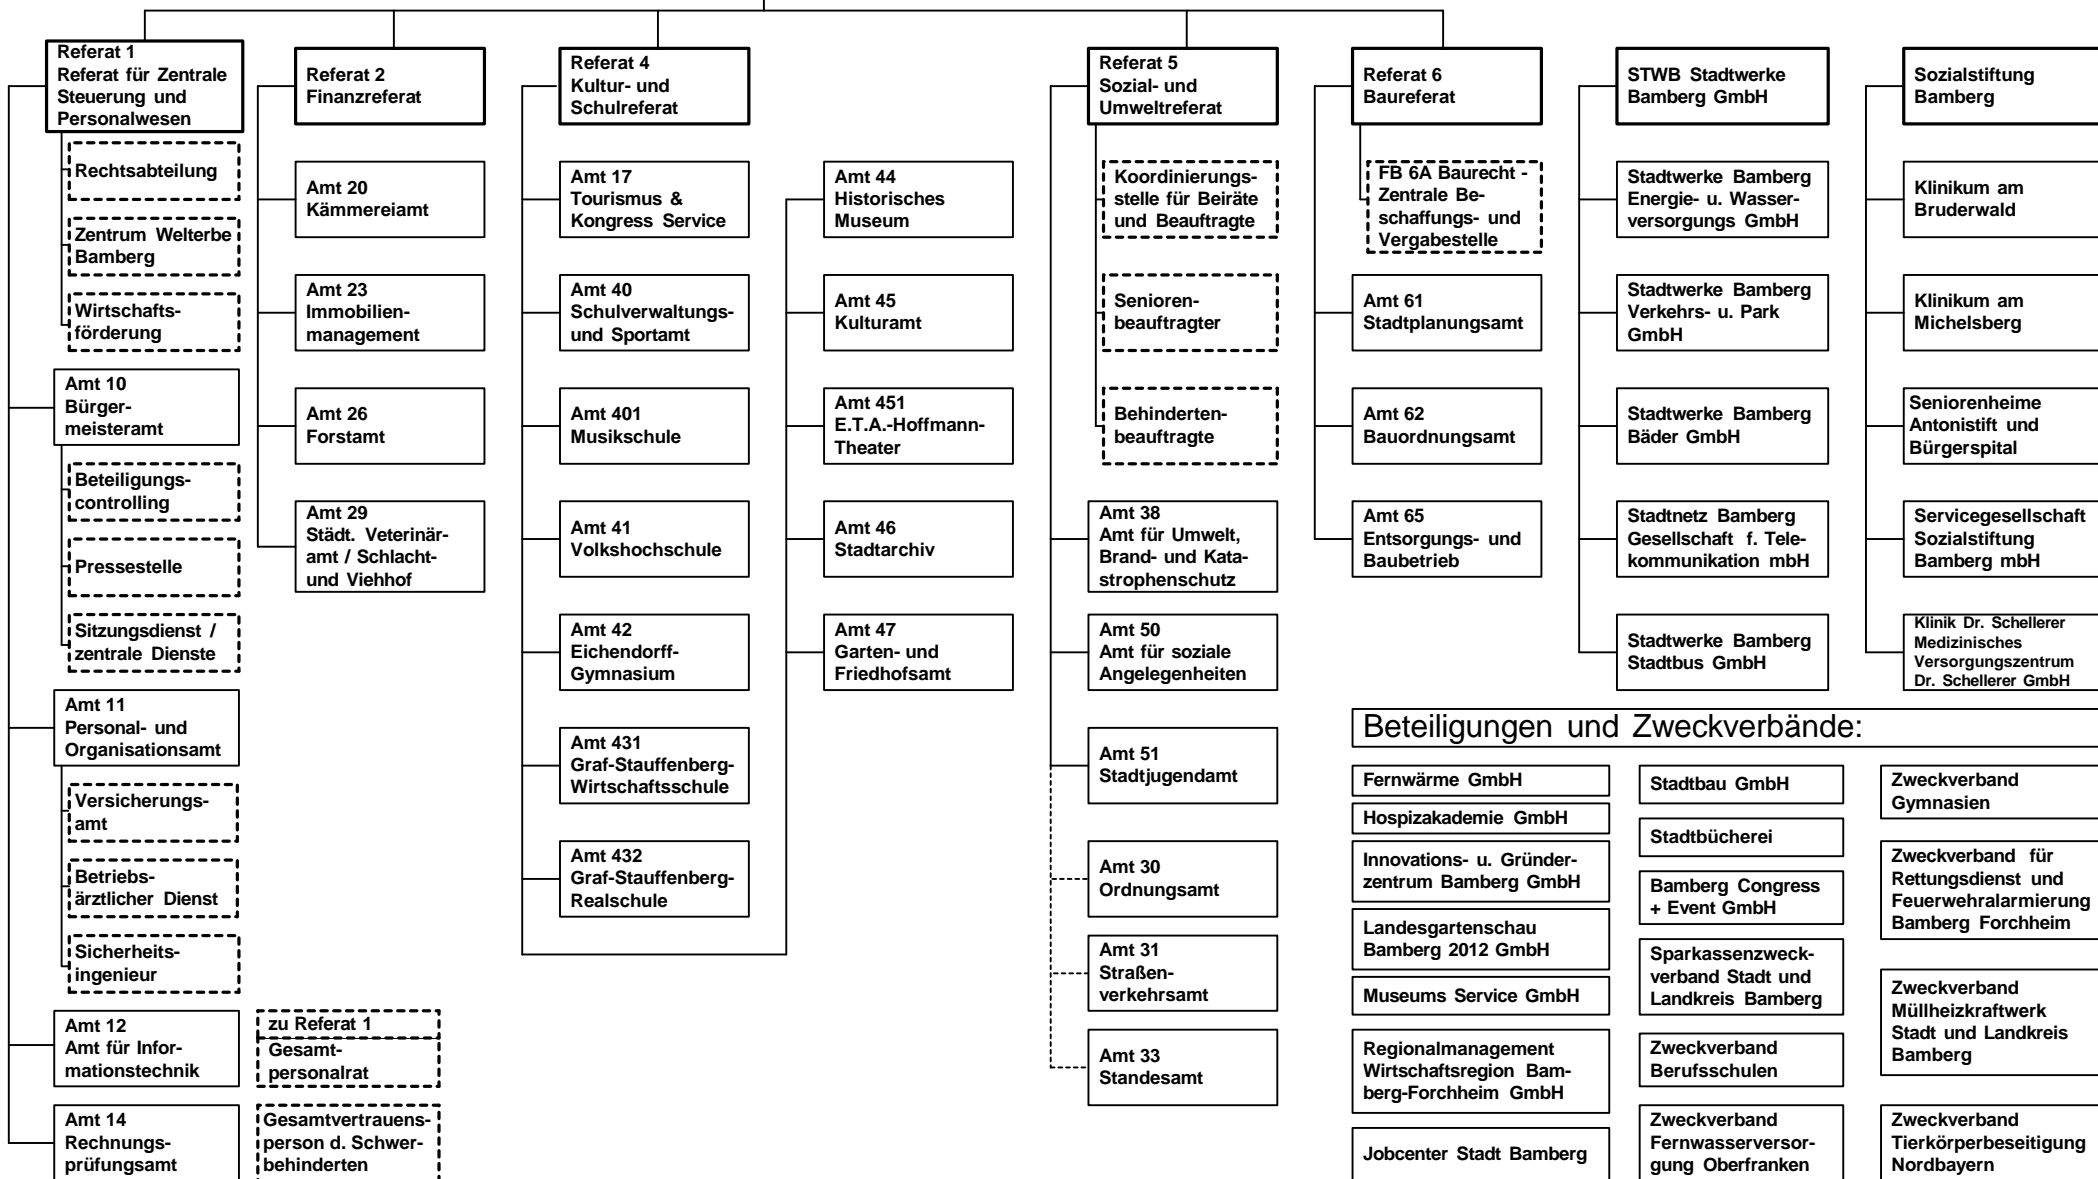 Referat 1
Referat für Zentrale
Steuerung und
Personalwesen
Rechtsabteilung
Zentrum Welterbe
Bamberg
Wirtschafts-
förderung
Amt 10
Bürger-
meisteramt
Beteiligungs-
controlling
Pressestelle
Sitzungsdienst /
zentrale Dienste
Amt 11
Personal- und
Organisationsamt
Versicherungs-
amt
Betriebs-
ärztlicher Dienst
Sicherheits-
ingenieur
Amt 12
Amt für Infor-
mationstechnik
Amt 14
Rechnungs-
prüfungsamt
zu Referat 1
Gesamt-
personalrat
Gesamtvertrauens-
person d. Schwer-
behinderten
Referat 2
Finanzreferat
Amt 20
Kämmereiamt
Amt 23
Immobilien-
management
Amt 26
Forstamt
Amt 29
Städt. Veterinär-
amt / Schlacht-
und Viehhof
Referat 4
Kultur- und
Schulreferat
Amt 17
Tourismus &
Kongress Service
Amt 40
Schulverwaltungs-
und Sportamt
Amt 401
Musikschule
Amt 41
Volkshochschule
Amt 42
Eichendorff-
Gymnasium
Amt 431
Graf-Stauffenberg-
Wirtschaftsschule
Amt 432
Graf-Stauffenberg-
Realschule
Amt 44
Historisches
Museum
Amt 45
Kulturamt
Amt 451
E.T.A.-Hoffmann-
Theater
Amt 46
Stadtarchiv
Amt 47
Garten- und
Friedhofsamt
Referat 5
Sozial- und
Umweltreferat
Koordinierungs-
stelle für Beiräte
und Beauftragte
Senioren-
beauftragter
Behinderten-
beauftragte
Amt 38
Amt für Umwelt,
Brand- und Kata-
strophenschutz
Amt 50
Amt für soziale
Angelegenheiten
Amt 51
Stadtjugendamt
Amt 30
Ordnungsamt
Amt 31
Straßen-
verkehrsamt
Amt 33
Standesamt
Referat 6
Baureferat
FB 6A Baurecht -
Zentrale Be-
schaffungs- und
Vergabestelle
Amt 61
Stadtplanungsamt
Amt 62
Bauordnungsamt
Amt 65
Entsorgungs- und
Baubetrieb
STWB Stadtwerke
Bamberg GmbH
Stadtwerke Bamberg
Energie- u. Wasser-
versorgungs GmbH
Stadtwerke Bamberg
Verkehrs- u. Park
GmbH
Stadtwerke Bamberg
Bäder GmbH
Stadtnetz Bamberg
Gesellschaft f. Tele-
kommunikation mbH
Stadtwerke Bamberg
Stadtbus GmbH
Sozialstiftung
Bamberg
Klinikum am
Bruderwald
Klinikum am
Michelsberg
Seniorenheime
Antonistift und
Bürgerspital
Servicegesellschaft
Sozialstiftung
Bamberg mbH
Klinik Dr. Schellerer
Medizinisches
Versorgungszentrum
Dr. Schellerer GmbH
Beteiligungen und Zweckverbände:
Fernwärme GmbH
Hospizakademie GmbH
Innovations- u. Gründer-
zentrum Bamberg GmbH
Landesgartenschau
Bamberg 2012 GmbH
Museums Service GmbH
Regionalmanagement
Wirtschaftsregion Bam-
berg-Forchheim GmbH
Jobcenter Stadt Bamberg
Stadtbau GmbH
Stadtbücherei
Bamberg Congress
+ Event GmbH
Sparkassenzweck-
verband Stadt und
Landkreis Bamberg
Zweckverband
Berufsschulen
Zweckverband
Fernwasserversor-
gung Oberfranken
Zweckverband
Gymnasien
Zweckverband für
Rettungsdienst und
Feuerwehralarmierung
Bamberg Forchheim
Zweckverband
Müllheizkraftwerk
Stadt und Landkreis
Bamberg
Zweckverband
Tierkörperbeseitigung
Nordbayern